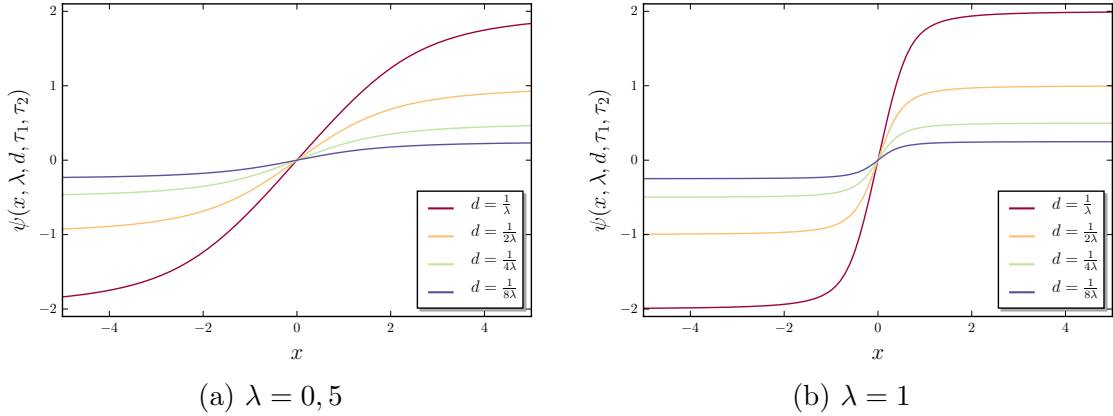 ψ(x, λ, d, τ₁, τ₂)
2
1
0
−1
−2
−4
−2
0
2
4
x
d = 1/λ
d = 1/2λ
d = 1/4λ
d = 1/8λ
(a) λ = 0, 5
ψ(x, λ, d, τ₁, τ₂)
2
1
0
−1
−2
−4
−2
0
2
4
x
d = 1/λ
d = 1/2λ
d = 1/4λ
d = 1/8λ
(b) λ = 1